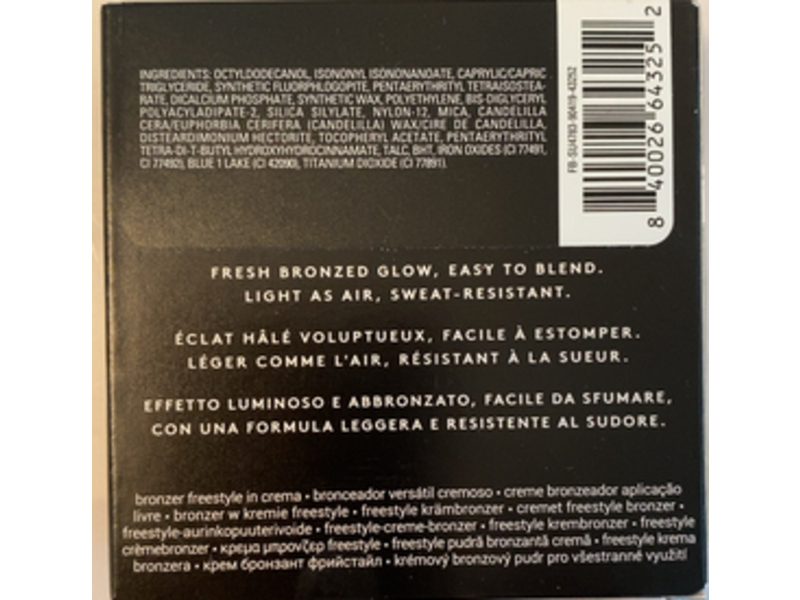 INGREDIENTS: OCTYLDODECANOL, ISONONYL ISONONANOATE, CAPRYLIC/CAPRIC
TRIGLYCERIDE, SYNTHETIC FLUORPHLOGOPITE, PENTAERYTHRITYL TETRAISOSTEA-
RATE, DICALCIUM PHOSPHATE, SYNTHETIC WAX, POLYETHYLENE, BIS-DIGLYCERYL
POLYACYLADIPATE-2, SILICA SILYLATE, NYLON-12, MICA, CANDELILLA
CERA/EUPHORBIA CERIFERA (CANDELILLA) WAX/CIRE DE CANDELILLA,
DISTEARDIMONIUM HECTORITE, TOCOPHERYL ACETATE, PENTAERYTHRITYL
TETRA-DI-T-BUTYL HYDROXYHYDROCINNAMATE, TALC, BHT, IRON OXIDES (CI 77491,
CI 77492), BLUE 1 LAKE (CI 42090), TITANIUM DIOXIDE (CI 77891).
FB-SU4783-90419-43252
8 40026 64325 2
FRESH BRONZED GLOW, EASY TO BLEND.
LIGHT AS AIR, SWEAT-RESISTANT.
ÉCLAT HÂLÉ VOLUPTUEUX, FACILE À ESTOMPER.
LÉGER COMME L'AIR, RÉSISTANT À LA SUEUR.
EFFETTO LUMINOSO E ABBRONZATO, FACILE DA SFUMARE,
CON UNA FORMULA LEGGERA E RESISTENTE AL SUDORE.
bronzer freestyle in crema • bronceador versátil cremoso • creme bronzeador aplicação
livre • bronzer w kremie freestyle • freestyle krämbronzer • cremet freestyle bronzer •
freestyle-aurinkopuuterivoide • freestyle-creme-bronzer • freestyle krembronzer • freestyle
crèmebronzer • κρεμα μπρονζερ freestyle • freestyle pudră bronzantă cremă • freestyle krema
bronzera • крем бронзант фрийстайл • krémový bronzový pudr pro všestranné využití